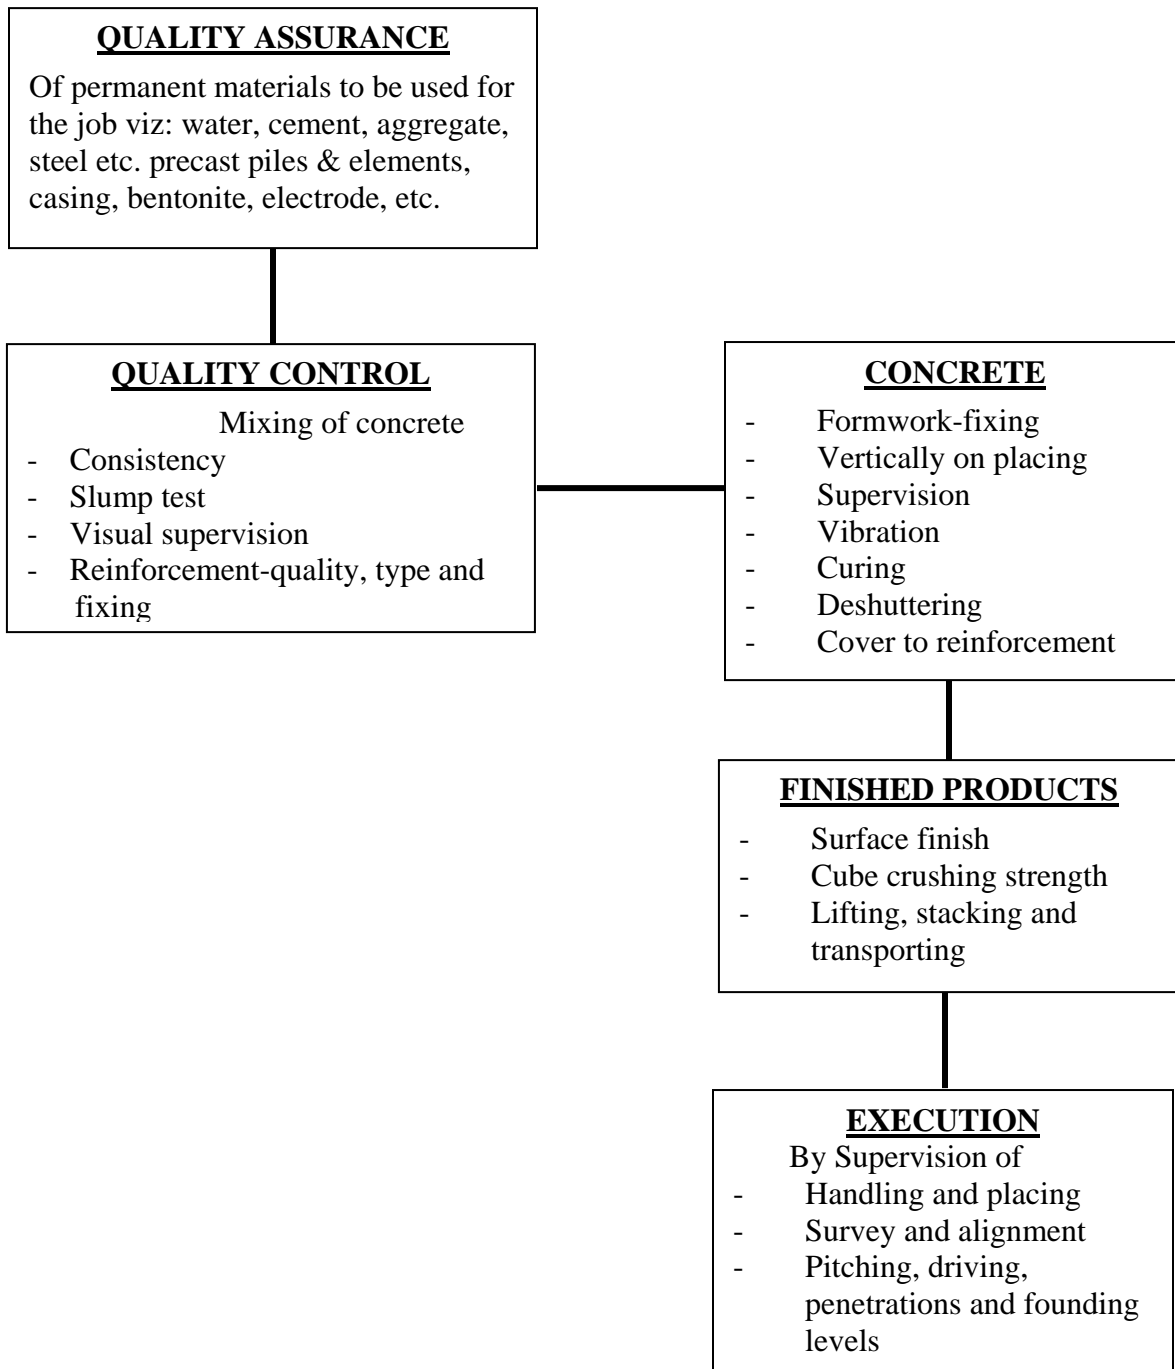 QUALITY ASSURANCE
Of permanent materials to be used for
the job viz: water, cement, aggregate,
steel etc. precast piles & elements,
casing, bentonite, electrode, etc.
QUALITY CONTROL
Mixing of concrete
- Consistency
- Slump test
- Visual supervision
- Reinforcement-quality, type and
fixing
CONCRETE
- Formwork-fixing
- Vertically on placing
- Supervision
- Vibration
- Curing
- Deshuttering
- Cover to reinforcement
FINISHED PRODUCTS
- Surface finish
- Cube crushing strength
- Lifting, stacking and
transporting
EXECUTION
By Supervision of
- Handling and placing
- Survey and alignment
- Pitching, driving,
penetrations and founding
levels